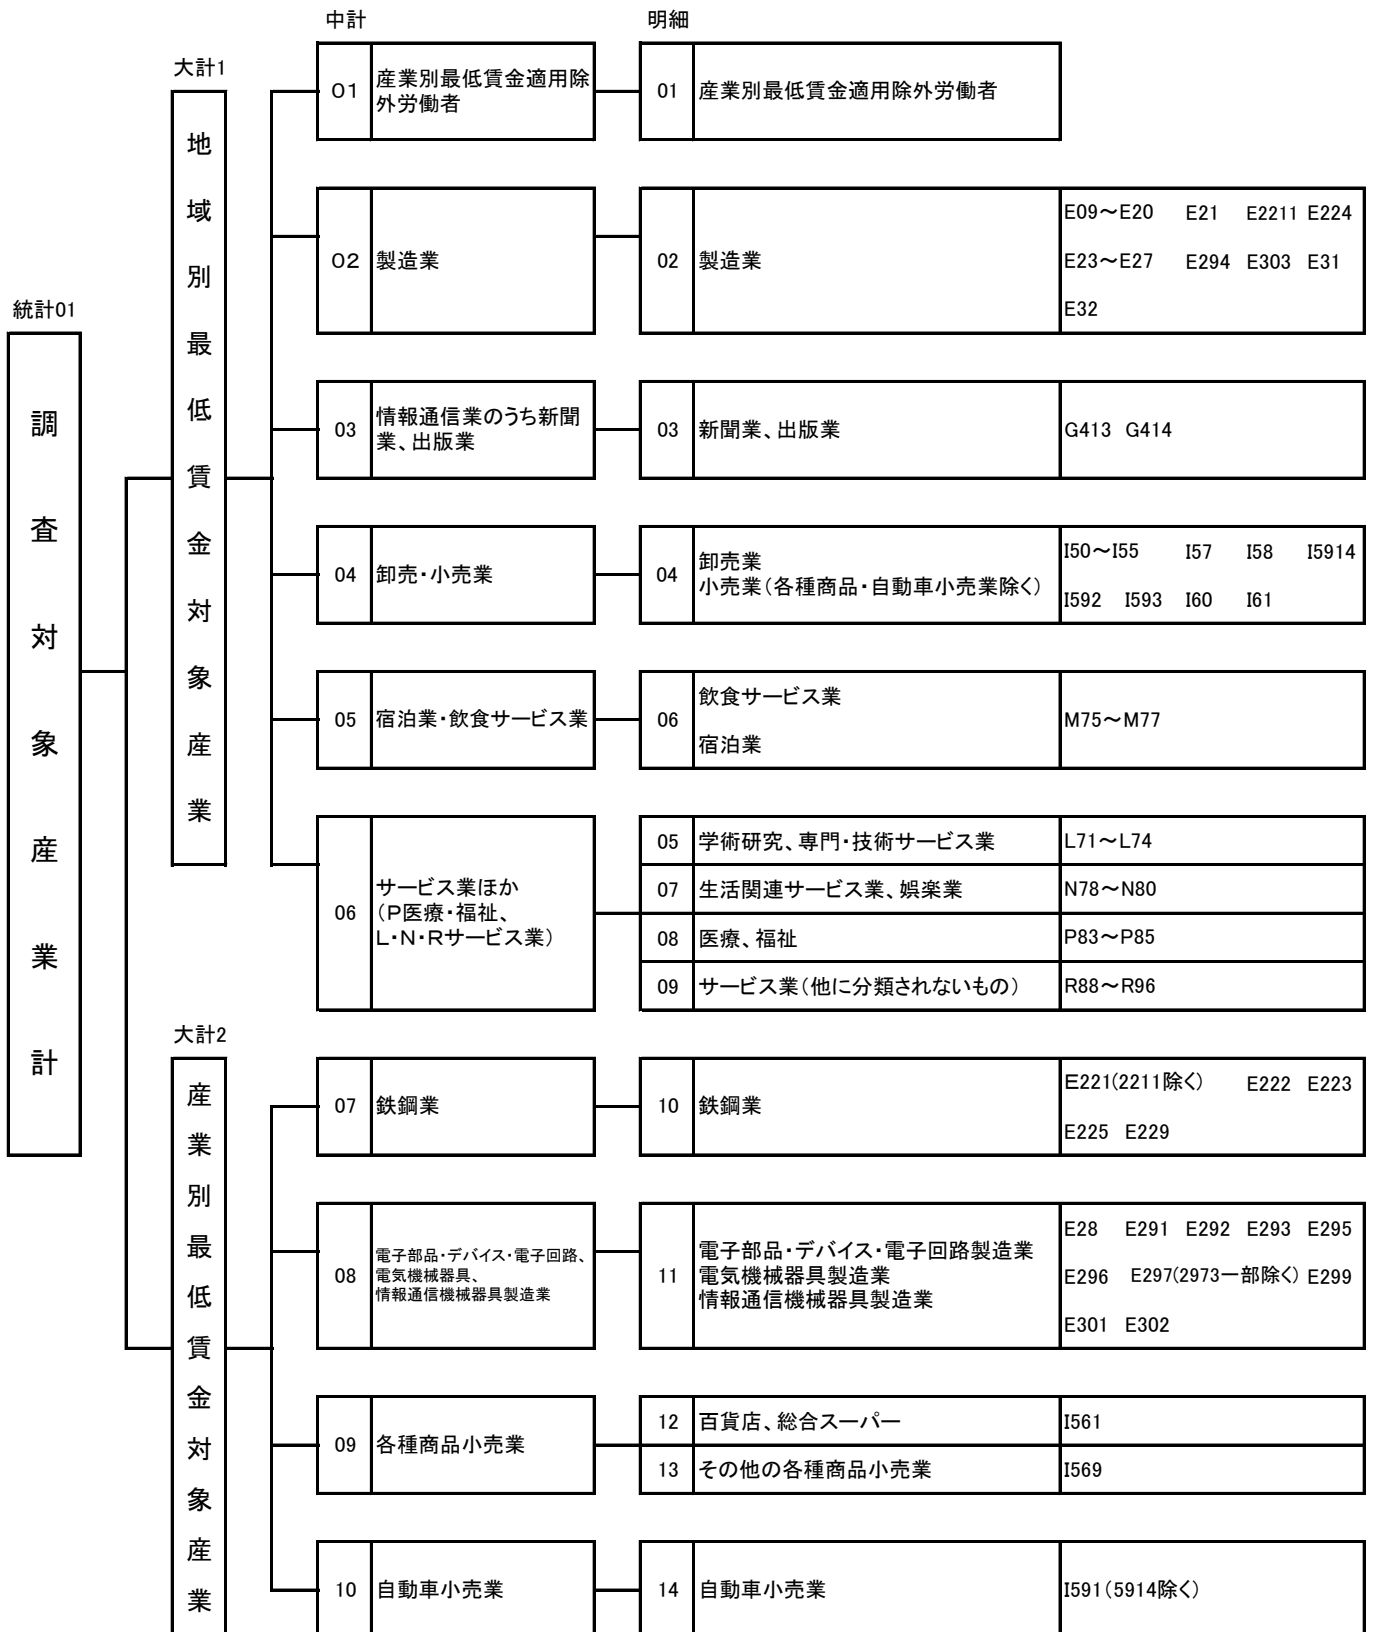 中計
明細
大計1
01
産業別最低賃金適用除
外労働者
01
産業別最低賃金適用除外労働者
地域別最低賃金対象産業
02
製造業
02
製造業
E09～E20 E21 E2211 E224
E23～E27 E294 E303 E31
E32
統計01
調査対象産業計
03
情報通信業のうち新聞
業、出版業
03
新聞業、出版業
G413 G414
04
卸売・小売業
04
卸売業
小売業（各種商品・自動車小売業除く）
I50～I55 I57 I58 I5914
I592 I593 I60 I61
05
宿泊業・飲食サービス業
06
飲食サービス業
宿泊業
M75～M77
06
サービス業ほか
（P医療・福祉、
L・N・Rサービス業）
05
学術研究、専門・技術サービス業
L71～L74
07
生活関連サービス業、娯楽業
N78～N80
08
医療、福祉
P83～P85
09
サービス業（他に分類されないもの）
R88～R96
大計2
産業別最低賃金対象産業
07
鉄鋼業
10
鉄鋼業
E221(2211除く) E222 E223
E225 E229
08
電子部品・デバイス・電子回路、
電気機械器具、
情報通信機械器具製造業
11
電子部品・デバイス・電子回路製造業
電気機械器具製造業
情報通信機械器具製造業
E28 E291 E292 E293 E295
E296 E297(2973一部除く) E299
E301 E302
09
各種商品小売業
12
百貨店、総合スーパー
I561
13
その他の各種商品小売業
I569
10
自動車小売業
14
自動車小売業
I591（5914除く）